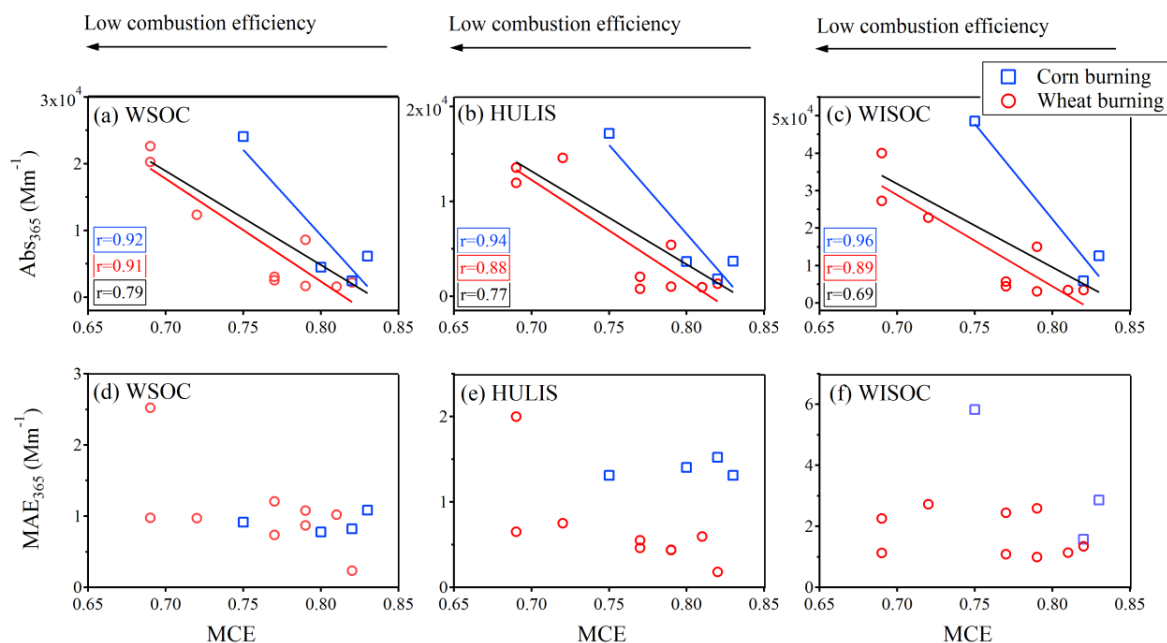 Low combustion efficiency
Low combustion efficiency
Low combustion efficiency
Corn burning
Wheat burning
3x10⁴
2
1
0
Abs₃₆₅ (Mm⁻¹)
(a) WSOC
r=0.92
r=0.91
r=0.79
0.65 0.70 0.75 0.80 0.85
2x10⁴
1
0
(b) HULIS
r=0.94
r=0.88
r=0.77
0.65 0.70 0.75 0.80 0.85
5x10⁴
4
3
2
1
0
(c) WISOC
r=0.96
r=0.89
r=0.69
0.65 0.70 0.75 0.80 0.85
3
2
1
0
MAE₃₆₅ (Mm⁻¹)
(d) WSOC
0.65 0.70 0.75 0.80 0.85
MCE
2
1
0
(e) HULIS
0.65 0.70 0.75 0.80 0.85
MCE
6
4
2
0
(f) WISOC
0.65 0.70 0.75 0.80 0.85
MCE